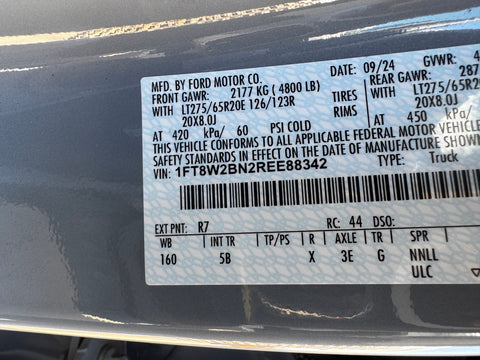 MFD. BY FORD MOTOR CO.
DATE: 09/24 GVWR: 4
FRONT GAWR: 2177 KG ( 4800 LB) REAR GAWR: 287
WITH LT275/65R20E 126/123R TIRES WITH LT275/65R20
20X8.0J RIMS 20X8.0J
AT 420 kPa/ 60 PSI COLD AT 450 kPa/
THIS VEHICLE CONFORMS TO ALL APPLICABLE FEDERAL MOTOR VEHICLE
SAFETY STANDARDS IN EFFECT ON THE DATE OF MANUFACTURE SHOWN
VIN: 1FT8W2BN2REE88342 TYPE: Truck
EXT PNT: R7 RC: 44 DSO:
WB INT TR TP/PS R AXLE TR SPR
160 5B X 3E G NNLL
ULC